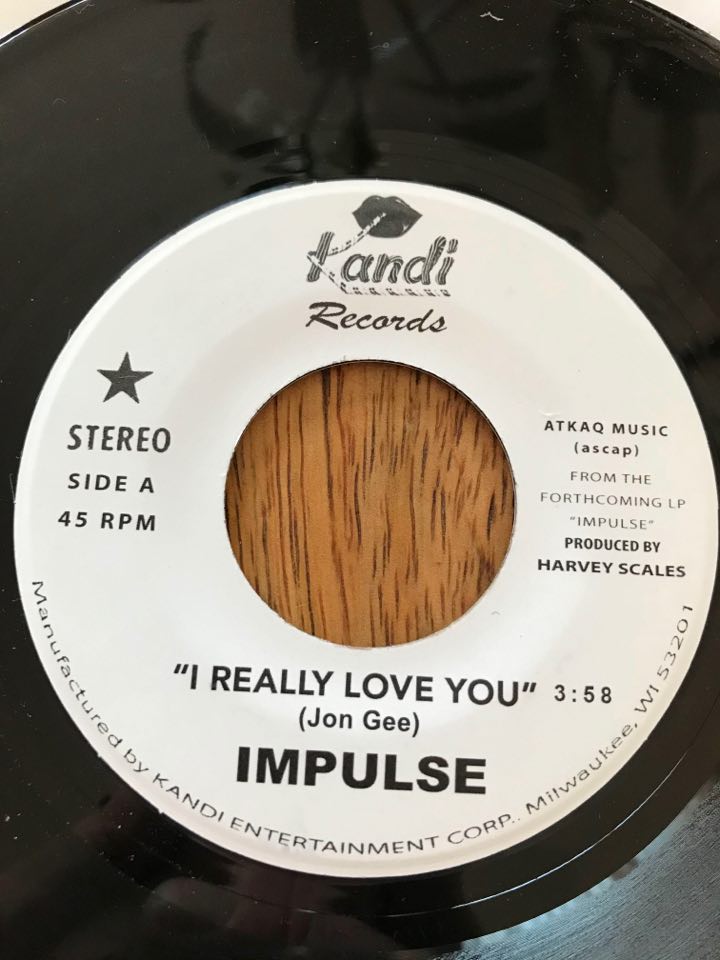 Kandi
Records
STEREO
SIDE A
45 RPM
ATKAQ MUSIC
(ascap)
FROM THE
FORTHCOMING LP
"IMPULSE"
PRODUCED BY
HARVEY SCALES
"I REALLY LOVE YOU" 3:58
(Jon Gee)
IMPULSE
Manufactured by KANDI ENTERTAINMENT CORP., Milwaukee, WI 53201